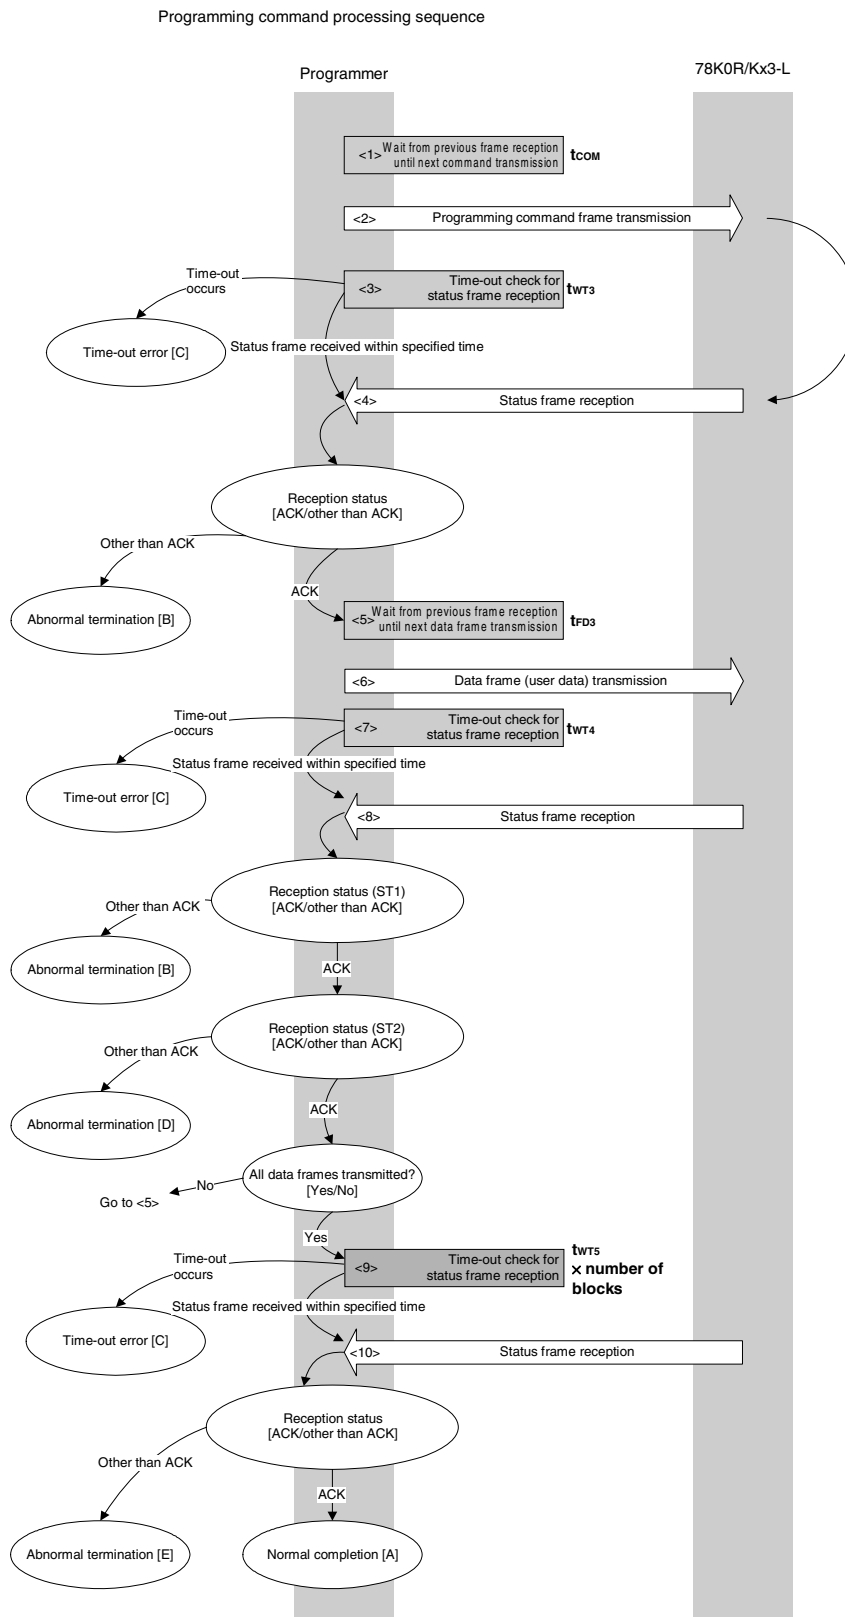 Programming command processing sequence
Programmer
78K0R/Kx3-L
<1>
Wait from previous frame reception
until next command transmission
tCOM
<2>
Programming command frame transmission
Time-out
occurs
<3>
Time-out check for
status frame reception
tWT3
Time-out error [C]
Status frame received within specified time
<4>
Status frame reception
Reception status
[ACK/other than ACK]
Other than ACK
ACK
Abnormal termination [B]
<5>
Wait from previous frame reception
until next data frame transmission
tFD3
<6>
Data frame (user data) transmission
Time-out
occurs
<7>
Time-out check for
status frame reception
tWT4
Status frame received within specified time
Time-out error [C]
<8>
Status frame reception
Reception status (ST1)
[ACK/other than ACK]
Other than ACK
Abnormal termination [B]
ACK
Reception status (ST2)
[ACK/other than ACK]
Other than ACK
Abnormal termination [D]
ACK
All data frames transmitted?
[Yes/No]
No
Go to <5>
Yes
Time-out
occurs
<9>
Time-out check for
status frame reception
tWT5
× number of
blocks
Status frame received within specified time
Time-out error [C]
<10>
Status frame reception
Reception status
[ACK/other than ACK]
Other than ACK
ACK
Abnormal termination [E]
Normal completion [A]